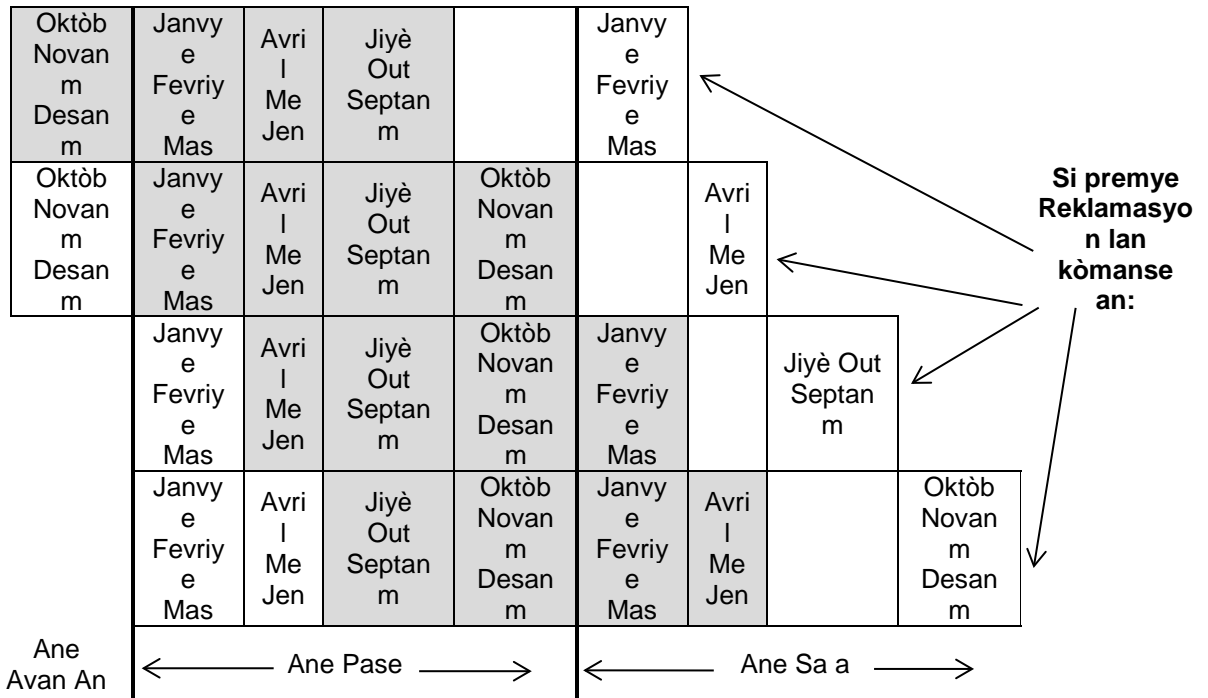 Oktòb
Novan
m
Desan
m
Janvy
e
Fevriy
e
Mas
Avri
l
Me
Jen
Jiyè
Out
Septan
m
Janvy
e
Fevriy
e
Mas
Oktòb
Novan
m
Desan
m
Janvy
e
Fevriy
e
Mas
Avri
l
Me
Jen
Jiyè
Out
Septan
m
Oktòb
Novan
m
Desan
m
Avri
l
Me
Jen
Si premye
Reklamasyo
n lan
kòmanse
an:
Janvy
e
Fevriy
e
Mas
Avri
l
Me
Jen
Jiyè
Out
Septan
m
Oktòb
Novan
m
Desan
m
Janvy
e
Fevriy
e
Mas
Jiyè Out
Septan
m
Janvy
e
Fevriy
e
Mas
Avri
l
Me
Jen
Jiyè
Out
Septan
m
Oktòb
Novan
m
Desan
m
Janvy
e
Fevriy
e
Mas
Avri
l
Me
Jen
Oktòb
Novan
m
Desan
m
Ane
Avan An
Ane Pase
Ane Sa a